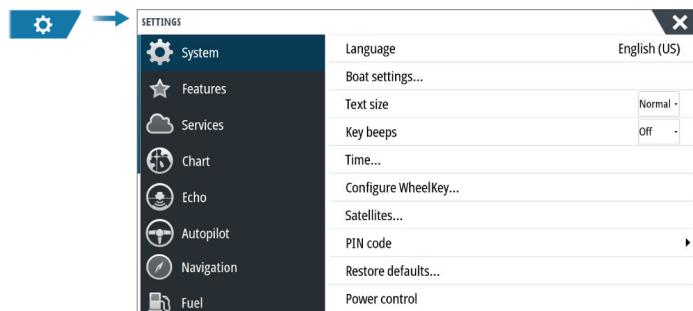 SETTINGS
System
Features
Services
Chart
Echo
Autopilot
Navigation
Fuel
Language English (US)
Boat settings...
Text size Normal
Key beeps Off
Time...
Configure WheelKey...
Satellites...
PIN code
Restore defaults...
Power control